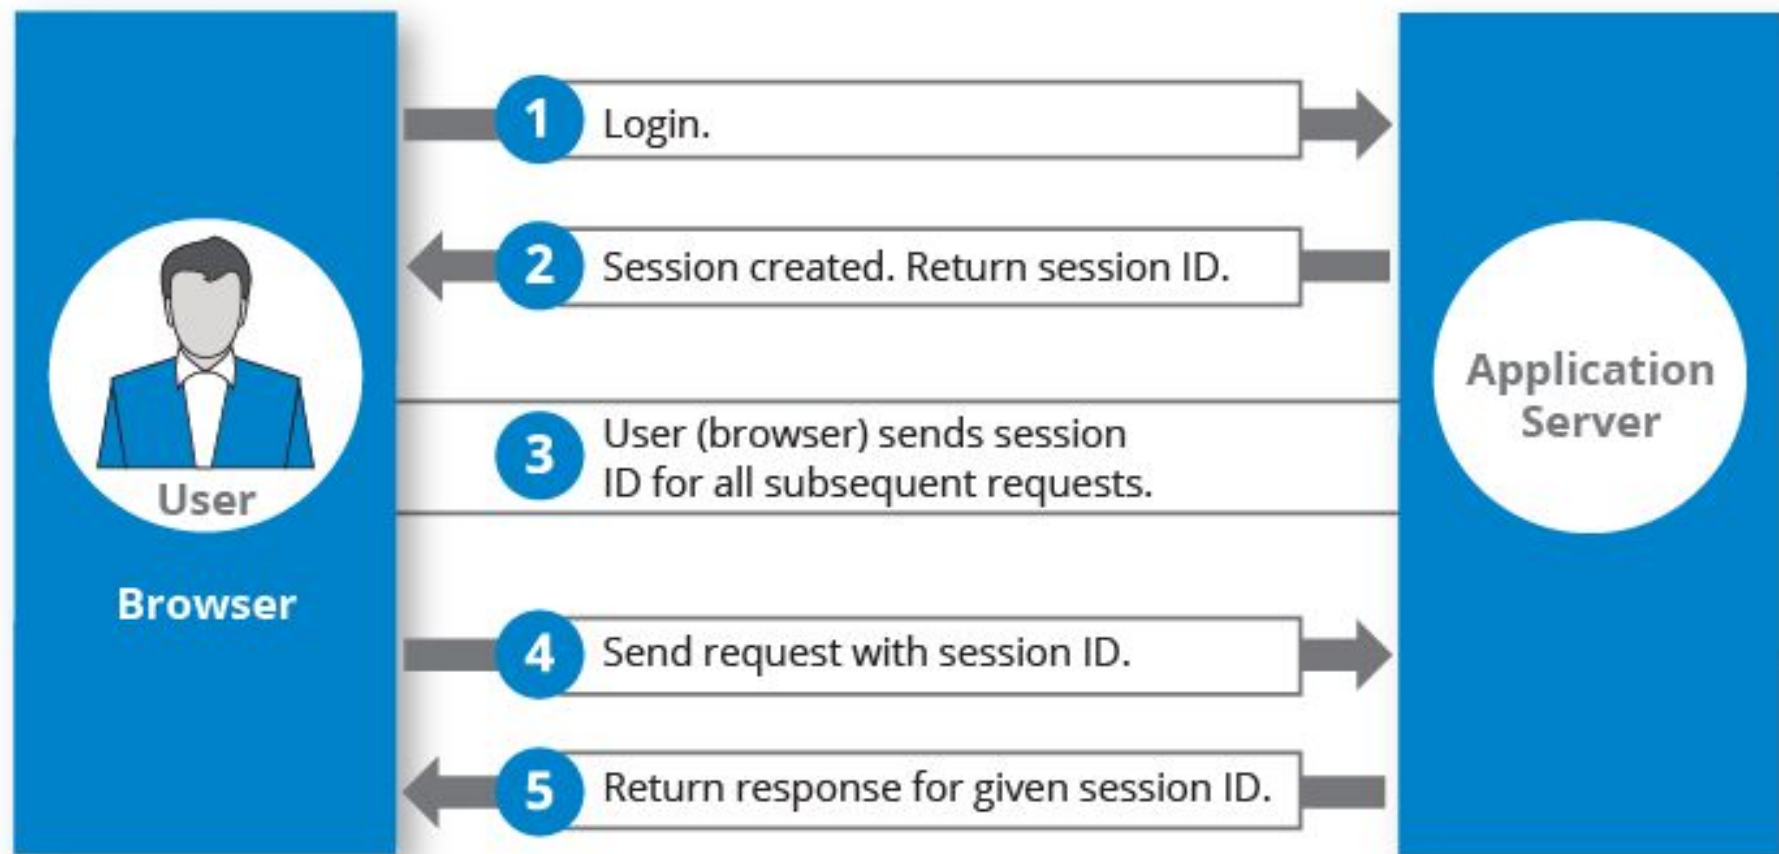 1
Login.
2
Session created. Return session ID.
3
User (browser) sends session
ID for all subsequent requests.
4
Send request with session ID.
5
Return response for given session ID.
User
Browser
Application
Server